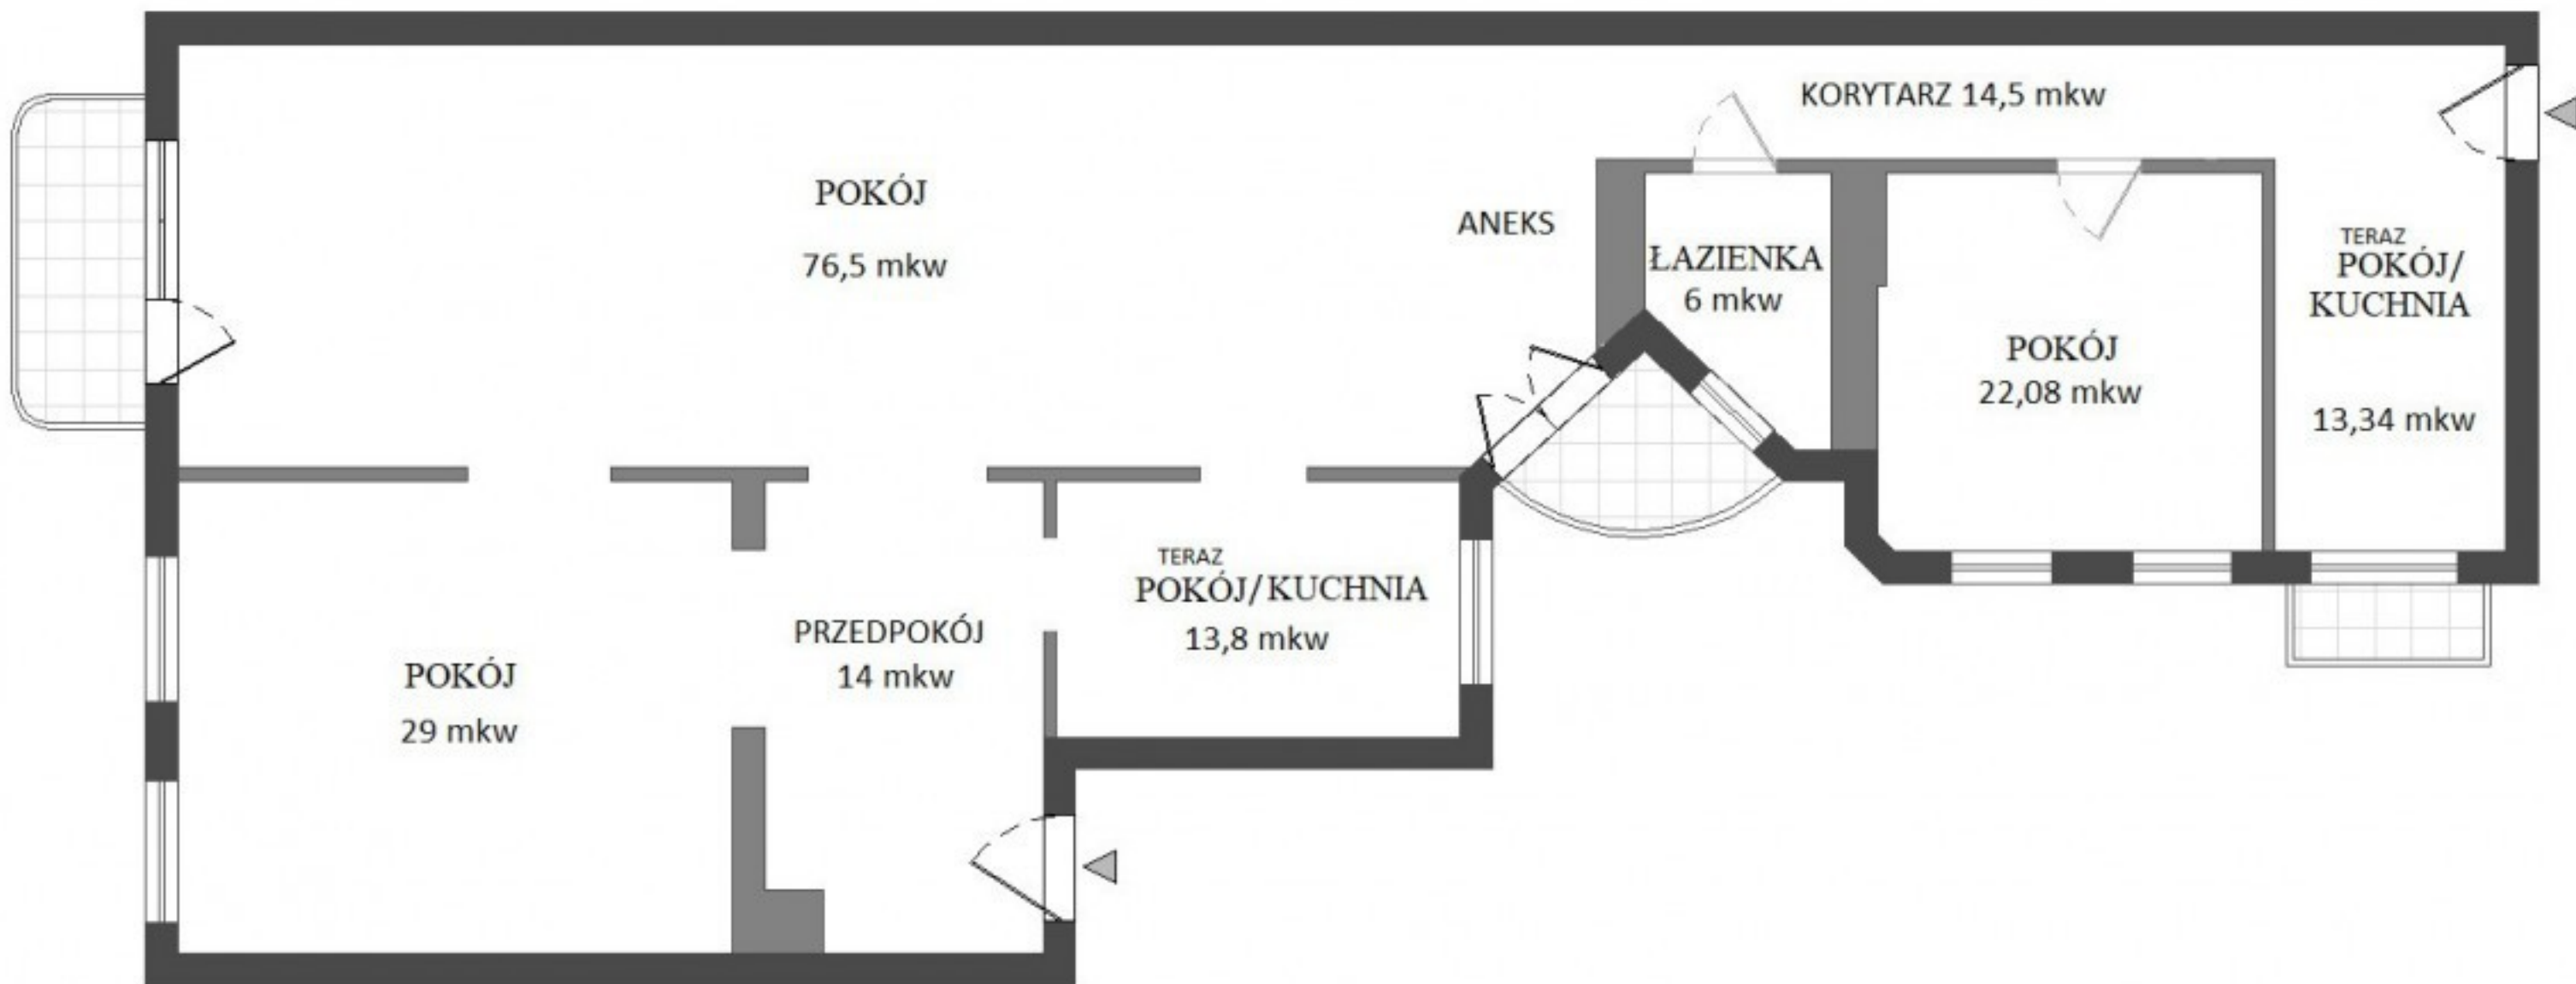 KORYTARZ 14,5 mkw
POKÓJ
76,5 mkw
ANEKS
ŁAZIENKA
6 mkw
POKÓJ
22,08 mkw
TERAZ
POKÓJ/
KUCHNIA
13,34 mkw
POKÓJ
29 mkw
PRZEDPOKÓJ
14 mkw
TERAZ
POKÓJ/KUCHNIA
13,8 mkw